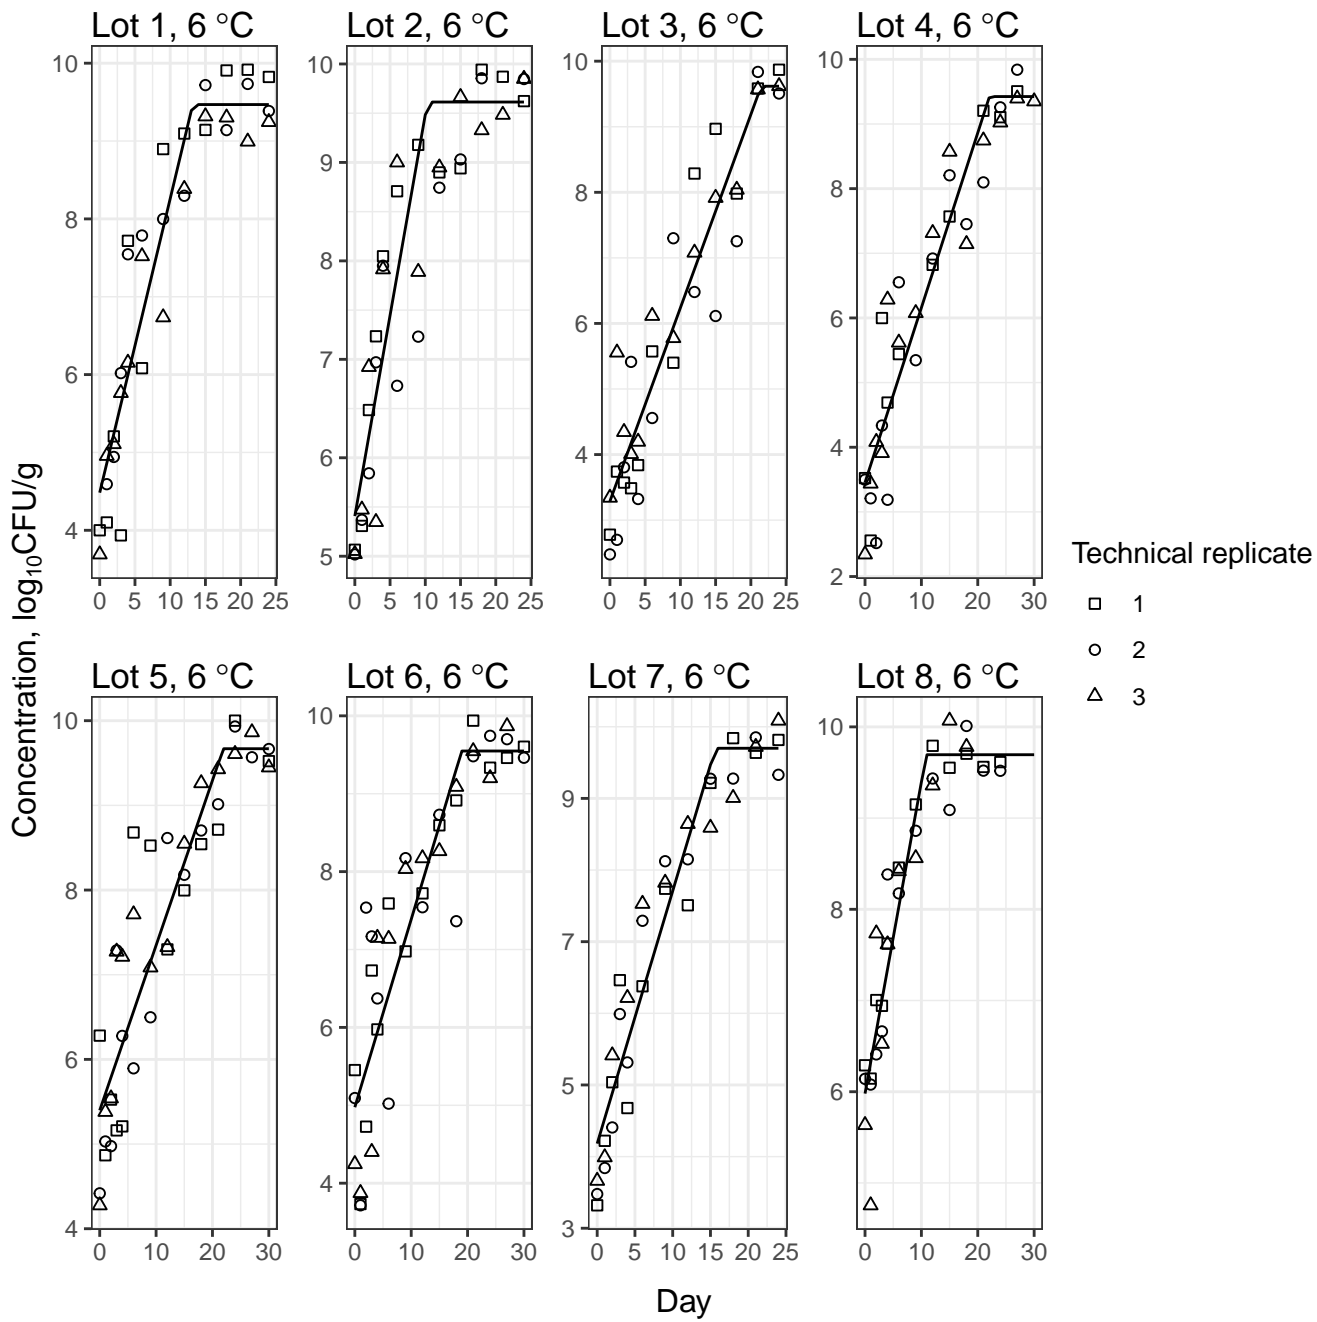 Lot 1, 6 °C
Lot 2, 6 °C
Lot 3, 6 °C
Lot 4, 6 °C
10
8
6
4
0 5 10 15 20 25
10
9
8
7
6
5
0 5 10 15 20 25
10
8
6
4
0 5 10 15 20 25
10
8
6
4
2
0 10 20 30
Concentration, log₁₀CFU/g
Technical replicate
1
2
3
Lot 5, 6 °C
Lot 6, 6 °C
Lot 7, 6 °C
Lot 8, 6 °C
10
8
6
4
0 10 20 30
10
8
6
4
0 10 20 30
9
7
5
3
0 5 10 15 20 25
10
8
6
0 10 20 30
Day